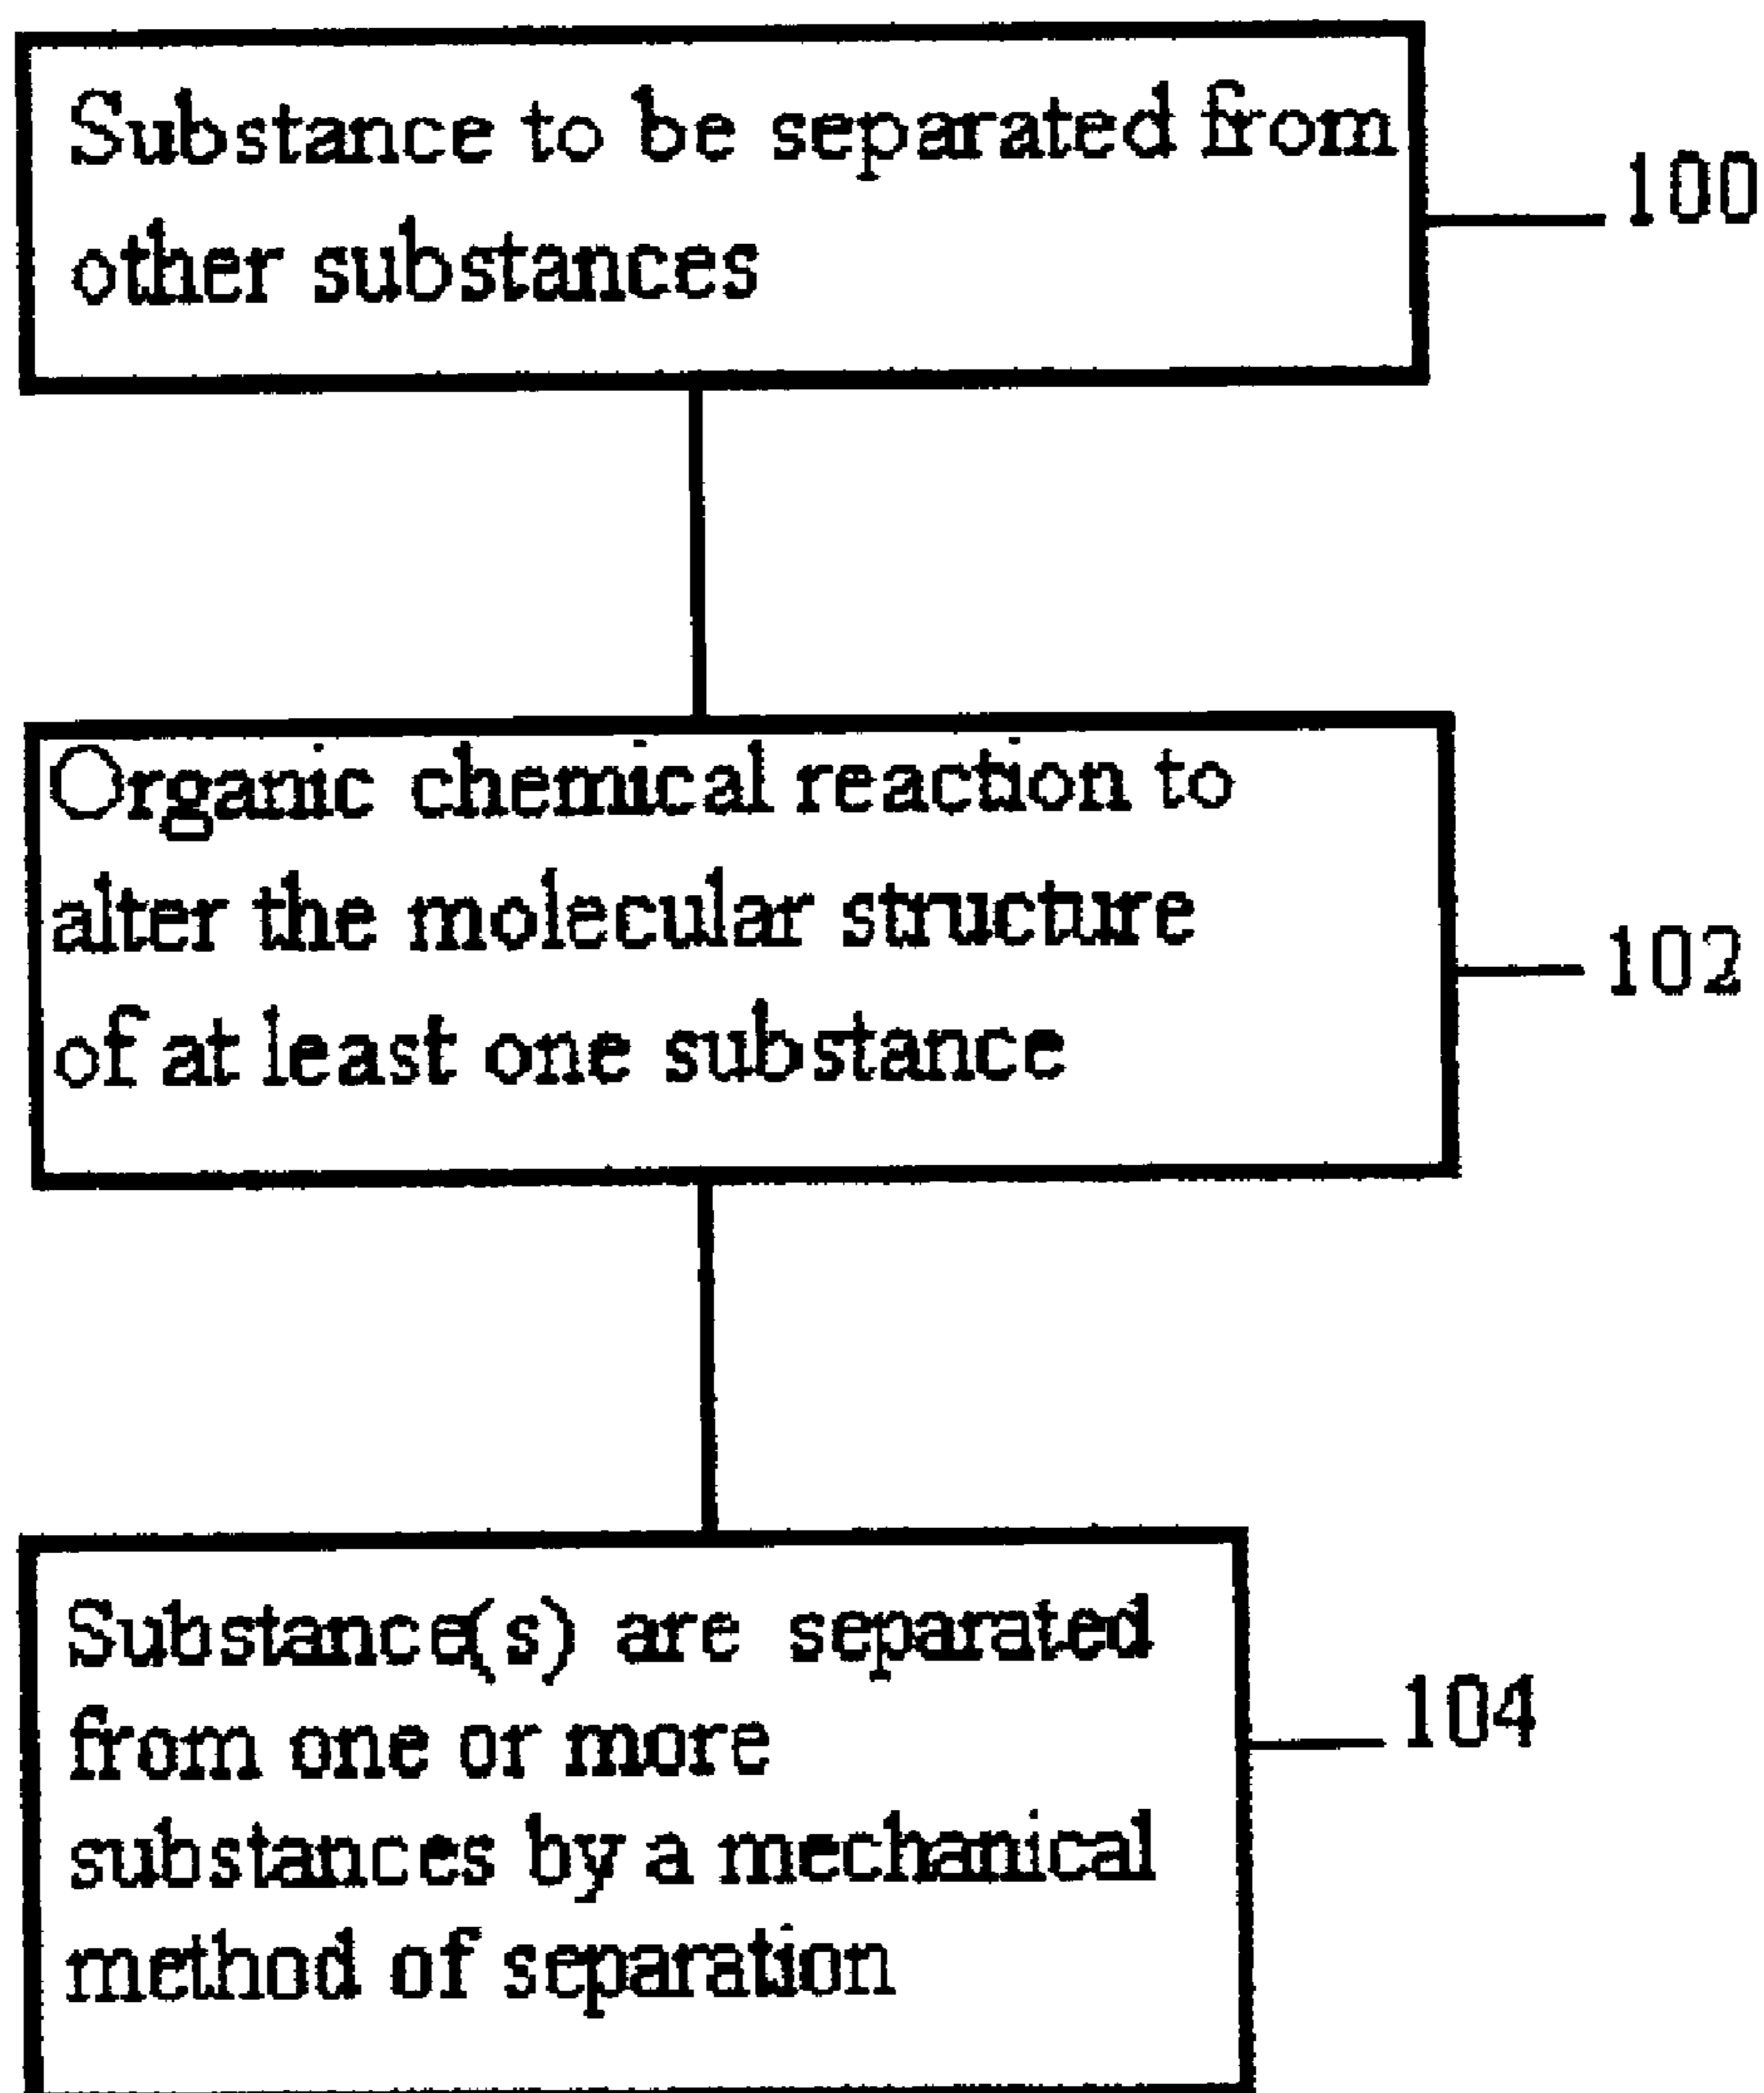 Substance to be separated from
other substances
100
Organic chemical reaction to
alter the molecular structure
of at least one substance
102
Substance(s) are separated
from one or more
substances by a mechanical
method of separation
104